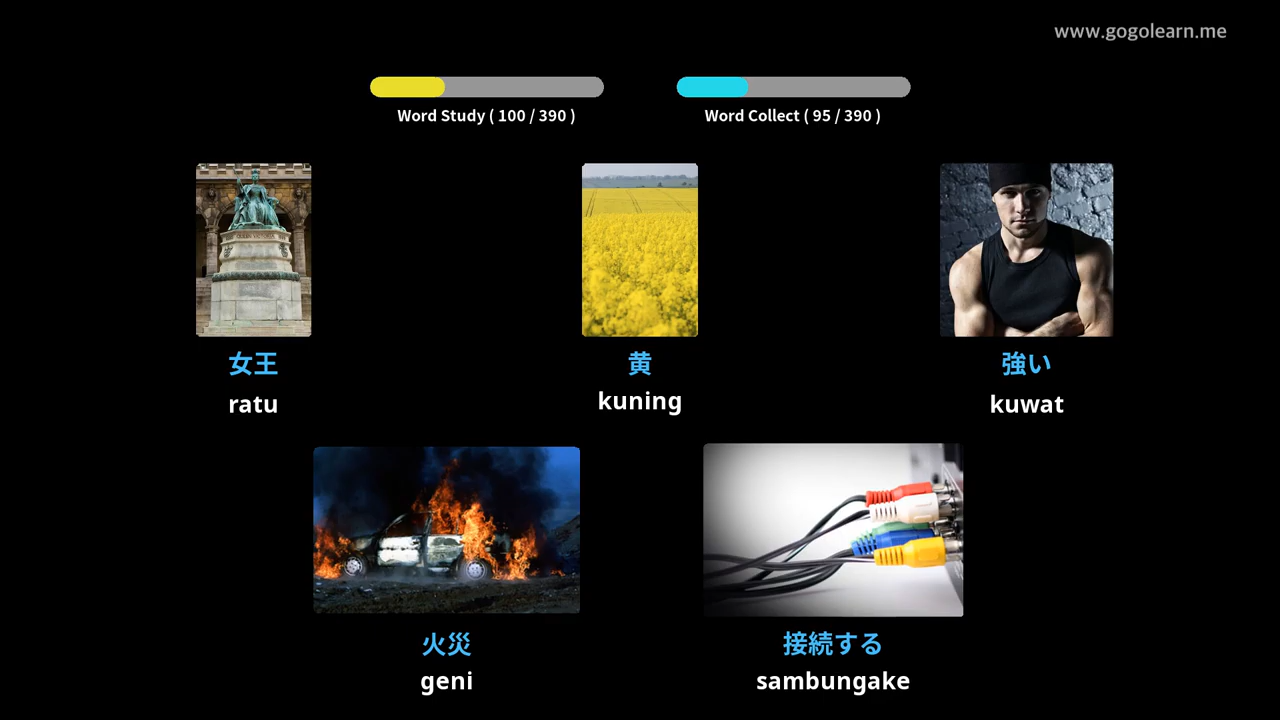 www.gogolearn.me
Word Study ( 100 / 390 )
Word Collect ( 95 / 390 )
女王
ratu
黄
kuning
強い
kuwat
火災
geni
接続する
sambungake